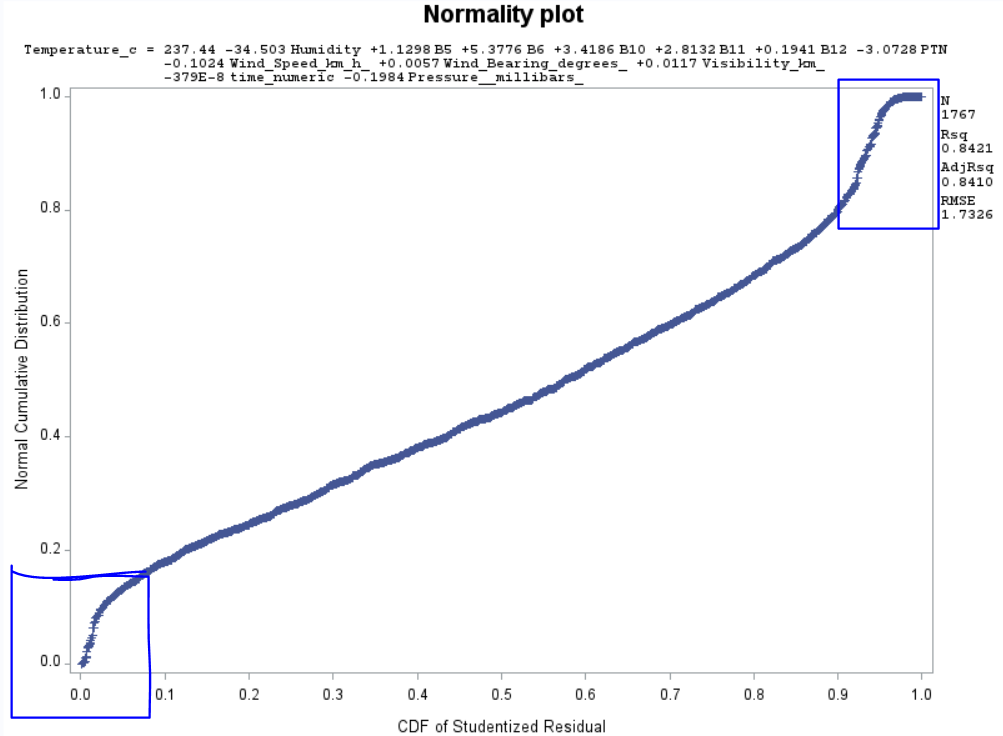 Normality plot
Temperature_c = 237.44 -34.503 Humidity +1.1298 B5 +5.3776 B6 +3.4186 B10 +2.8132 B11 +0.1941 B12 -3.0728 PTN
-0.1024 Wind_Speed_km_h_ +0.0057 Wind_Bearing_degrees_ +0.0117 Visibility_km_
-379E-8 time_numeric -0.1984 Pressure__millibars_
1.0
N
1767
Rsq
0.8421
AdjRsq
0.8410
RMSE
1.7326
0.8
0.6
0.4
0.2
0.0
Normal Cumulative Distribution
0.0 0.1 0.2 0.3 0.4 0.5 0.6 0.7 0.8 0.9 1.0
CDF of Studentized Residual